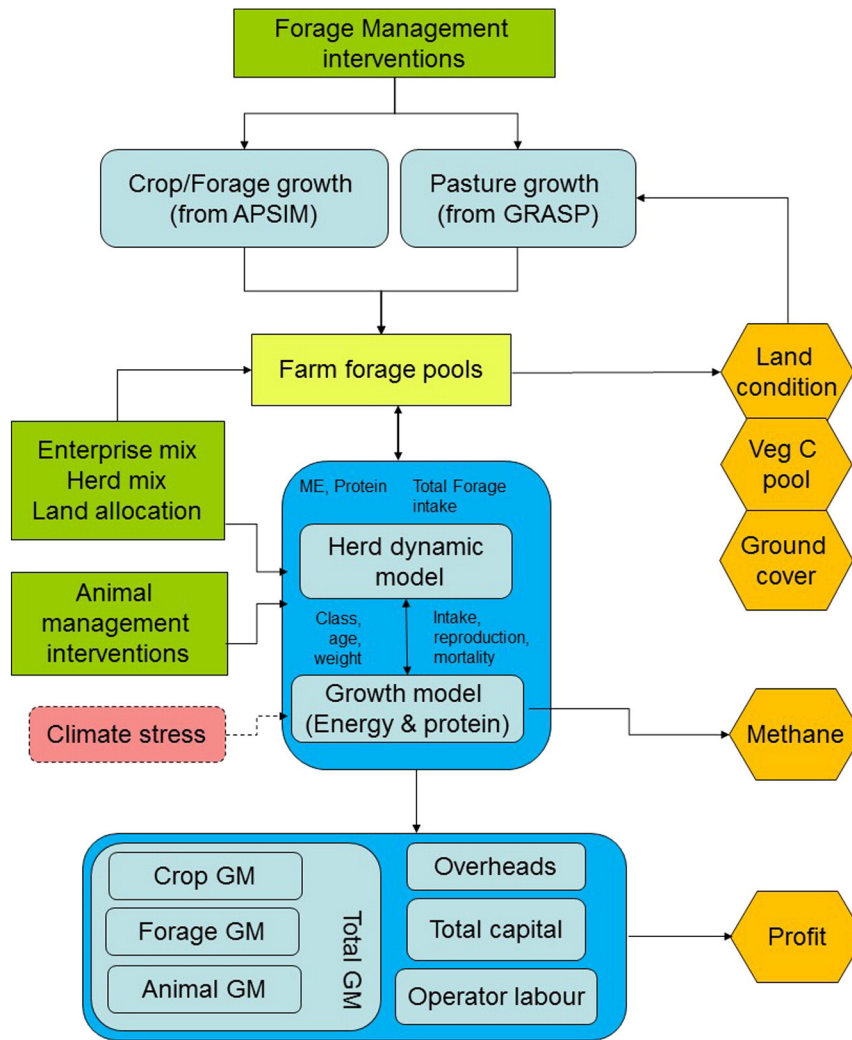 Forage Management
interventions
Crop/Forage growth
(from APSIM)
Pasture growth
(from GRASP)
Farm forage pools
Land
condition
Veg C
pool
Ground
cover
Enterprise mix
Herd mix
Land allocation
Animal
management
interventions
Climate stress
ME, Protein
Total Forage
intake
Herd dynamic
model
Class,
age,
weight
Intake,
reproduction,
mortality
Growth model
(Energy & protein)
Methane
Crop GM
Forage GM
Animal GM
Total GM
Overheads
Total capital
Operator labour
Profit